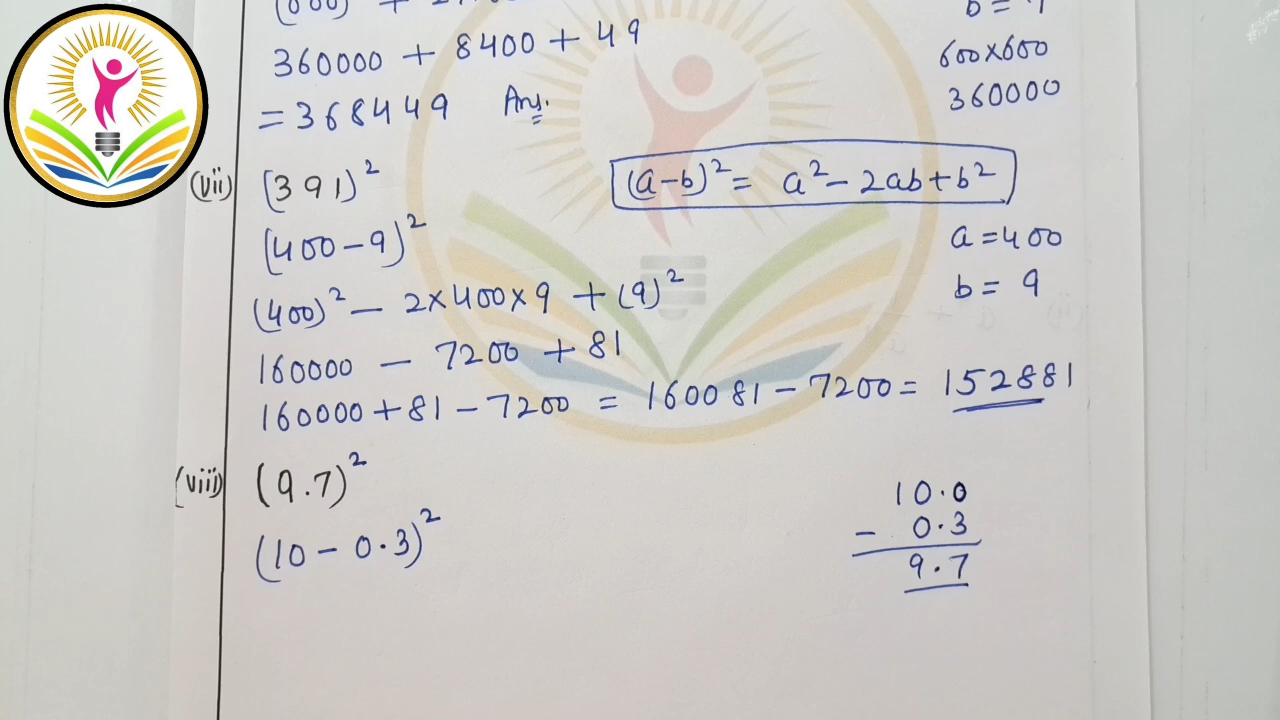 360000 + 8400 + 49
600×600
= 368449 Ans.
360000
(vii) (391)²
(a-b)² = a² - 2ab + b²
(400 - 9)²
a = 400
(400)² - 2×400×9 + (9)²
b = 9
160000 - 7200 + 81
160000 + 81 - 7200 = 160081 - 7200 = 152881
(viii) (9.7)²
10.0
(10 - 0.3)²
- 0.3
9.7